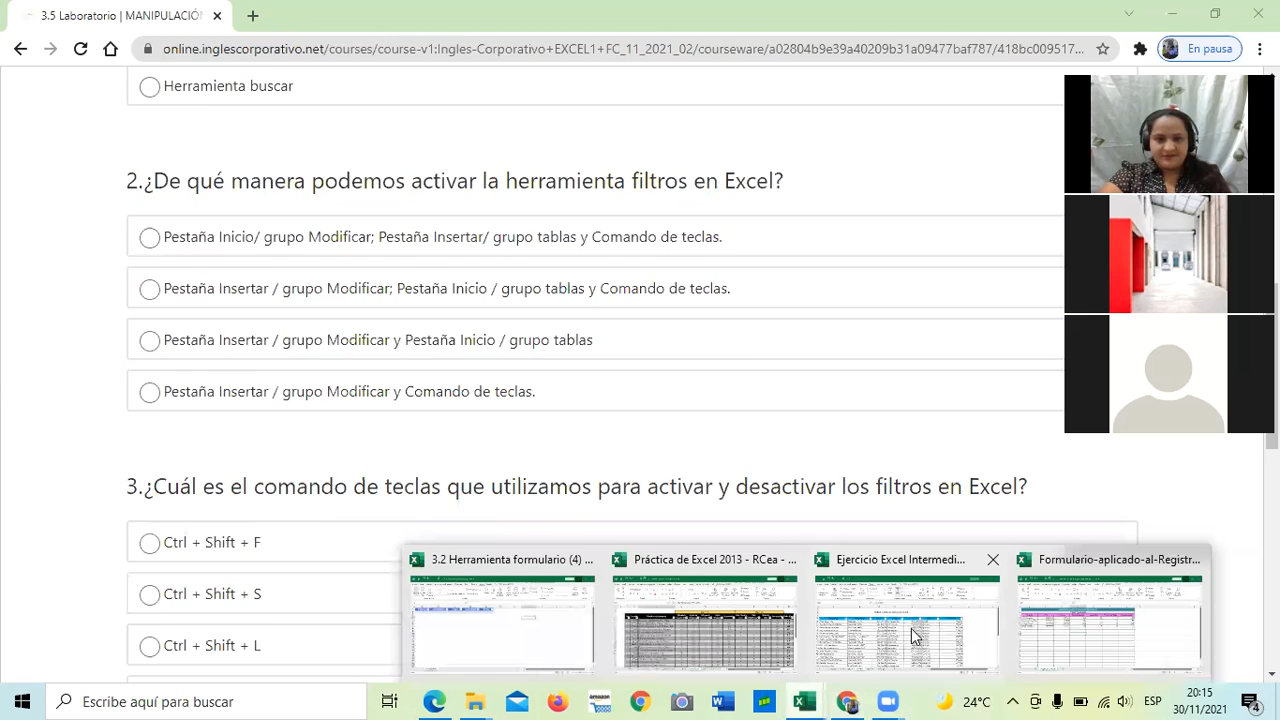 3.5 Laboratorio | MANIPULACIÓN
online.inglescorporativo.net/courses/course-v1:Ingles-Corporativo+EXCEL1+FC_11_2021_02/courseware/a02804b9e39a40209b31a09477baf787/418bc009517...
En pausa
Herramienta buscar
2.¿De qué manera podemos activar la herramienta filtros en Excel?
Pestaña Inicio/ grupo Modificar; Pestaña Insertar/ grupo tablas y Comando de teclas.
Pestaña Insertar / grupo Modificar; Pestaña Inicio / grupo tablas y Comando de teclas.
Pestaña Insertar / grupo Modificar y Pestaña Inicio / grupo tablas
Pestaña Insertar / grupo Modificar y Comando de teclas.
3.¿Cuál es el comando de teclas que utilizamos para activar y desactivar los filtros en Excel?
Ctrl + Shift + F
Ctrl + Shift + S
Ctrl + Shift + L
3.2 Herramienta formulario (4) ...
Práctica de Excel 2013 - RCea - ...
Ejercicio Excel Intermedi...
Formulario-aplicado-al-Registr...
Escribe aquí para buscar
24°C
ESP
20:15
30/11/2021
4